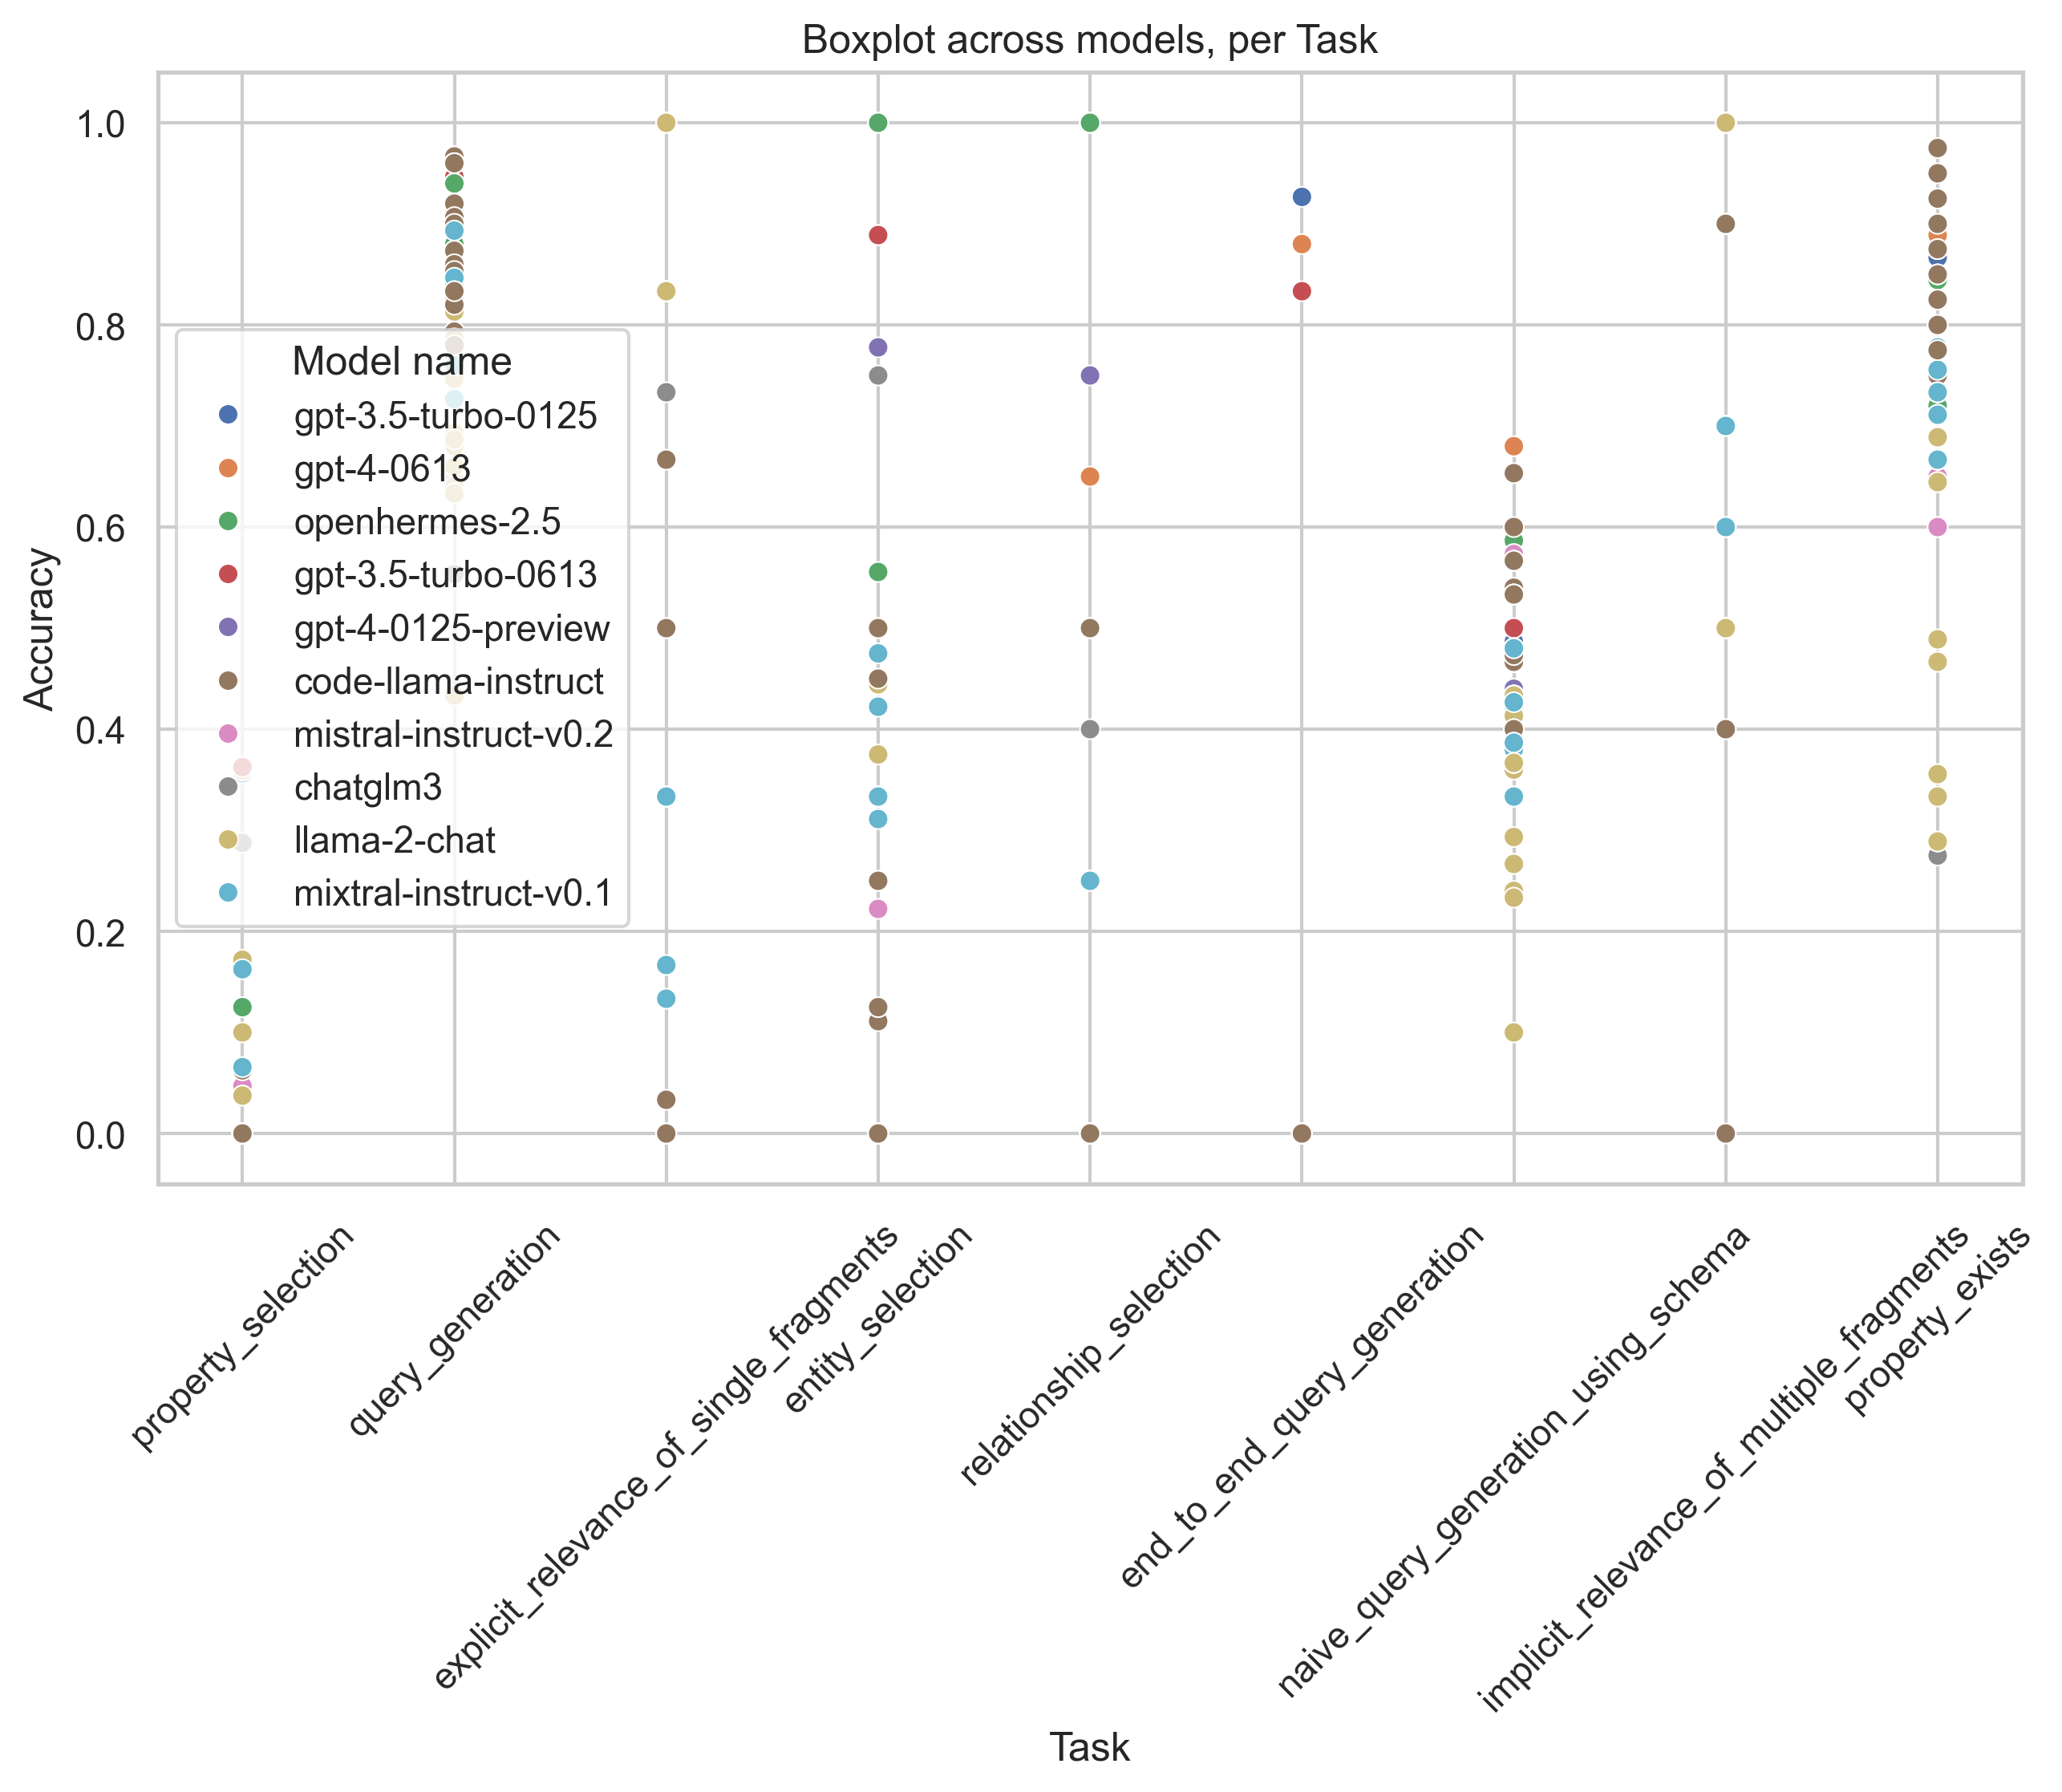 Boxplot across models, per Task
Accuracy
1.0
0.8
0.6
0.4
0.2
0.0
Model name
gpt-3.5-turbo-0125
gpt-4-0613
openhermes-2.5
gpt-3.5-turbo-0613
gpt-4-0125-preview
code-llama-instruct
mistral-instruct-v0.2
chatglm3
llama-2-chat
mixtral-instruct-v0.1
property_selection
query_generation
explicit_relevance_of_single_fragments
entity_selection
relationship_selection
end_to_end_query_generation
naive_query_generation_using_schema
implicit_relevance_of_multiple_fragments
property_exists
Task